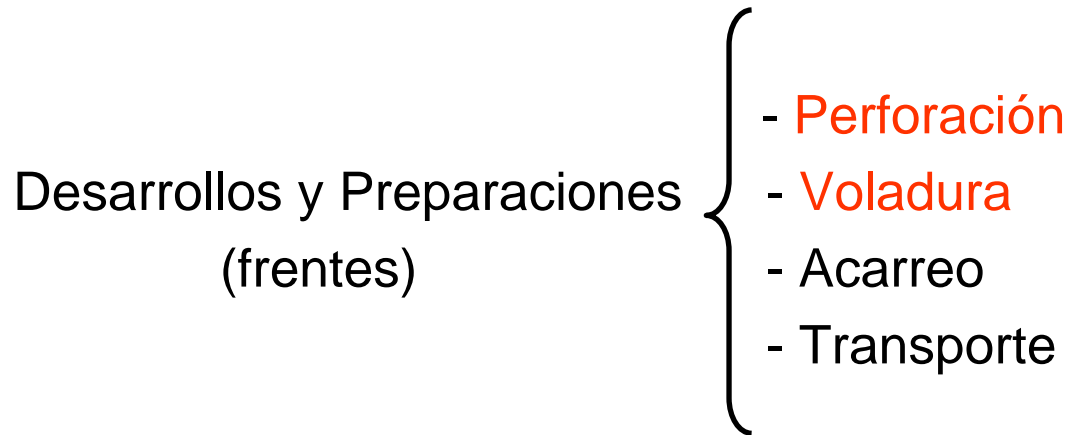 Desarrollos y Preparaciones
(frentes)
- Perforación
- Voladura
- Acarreo
- Transporte